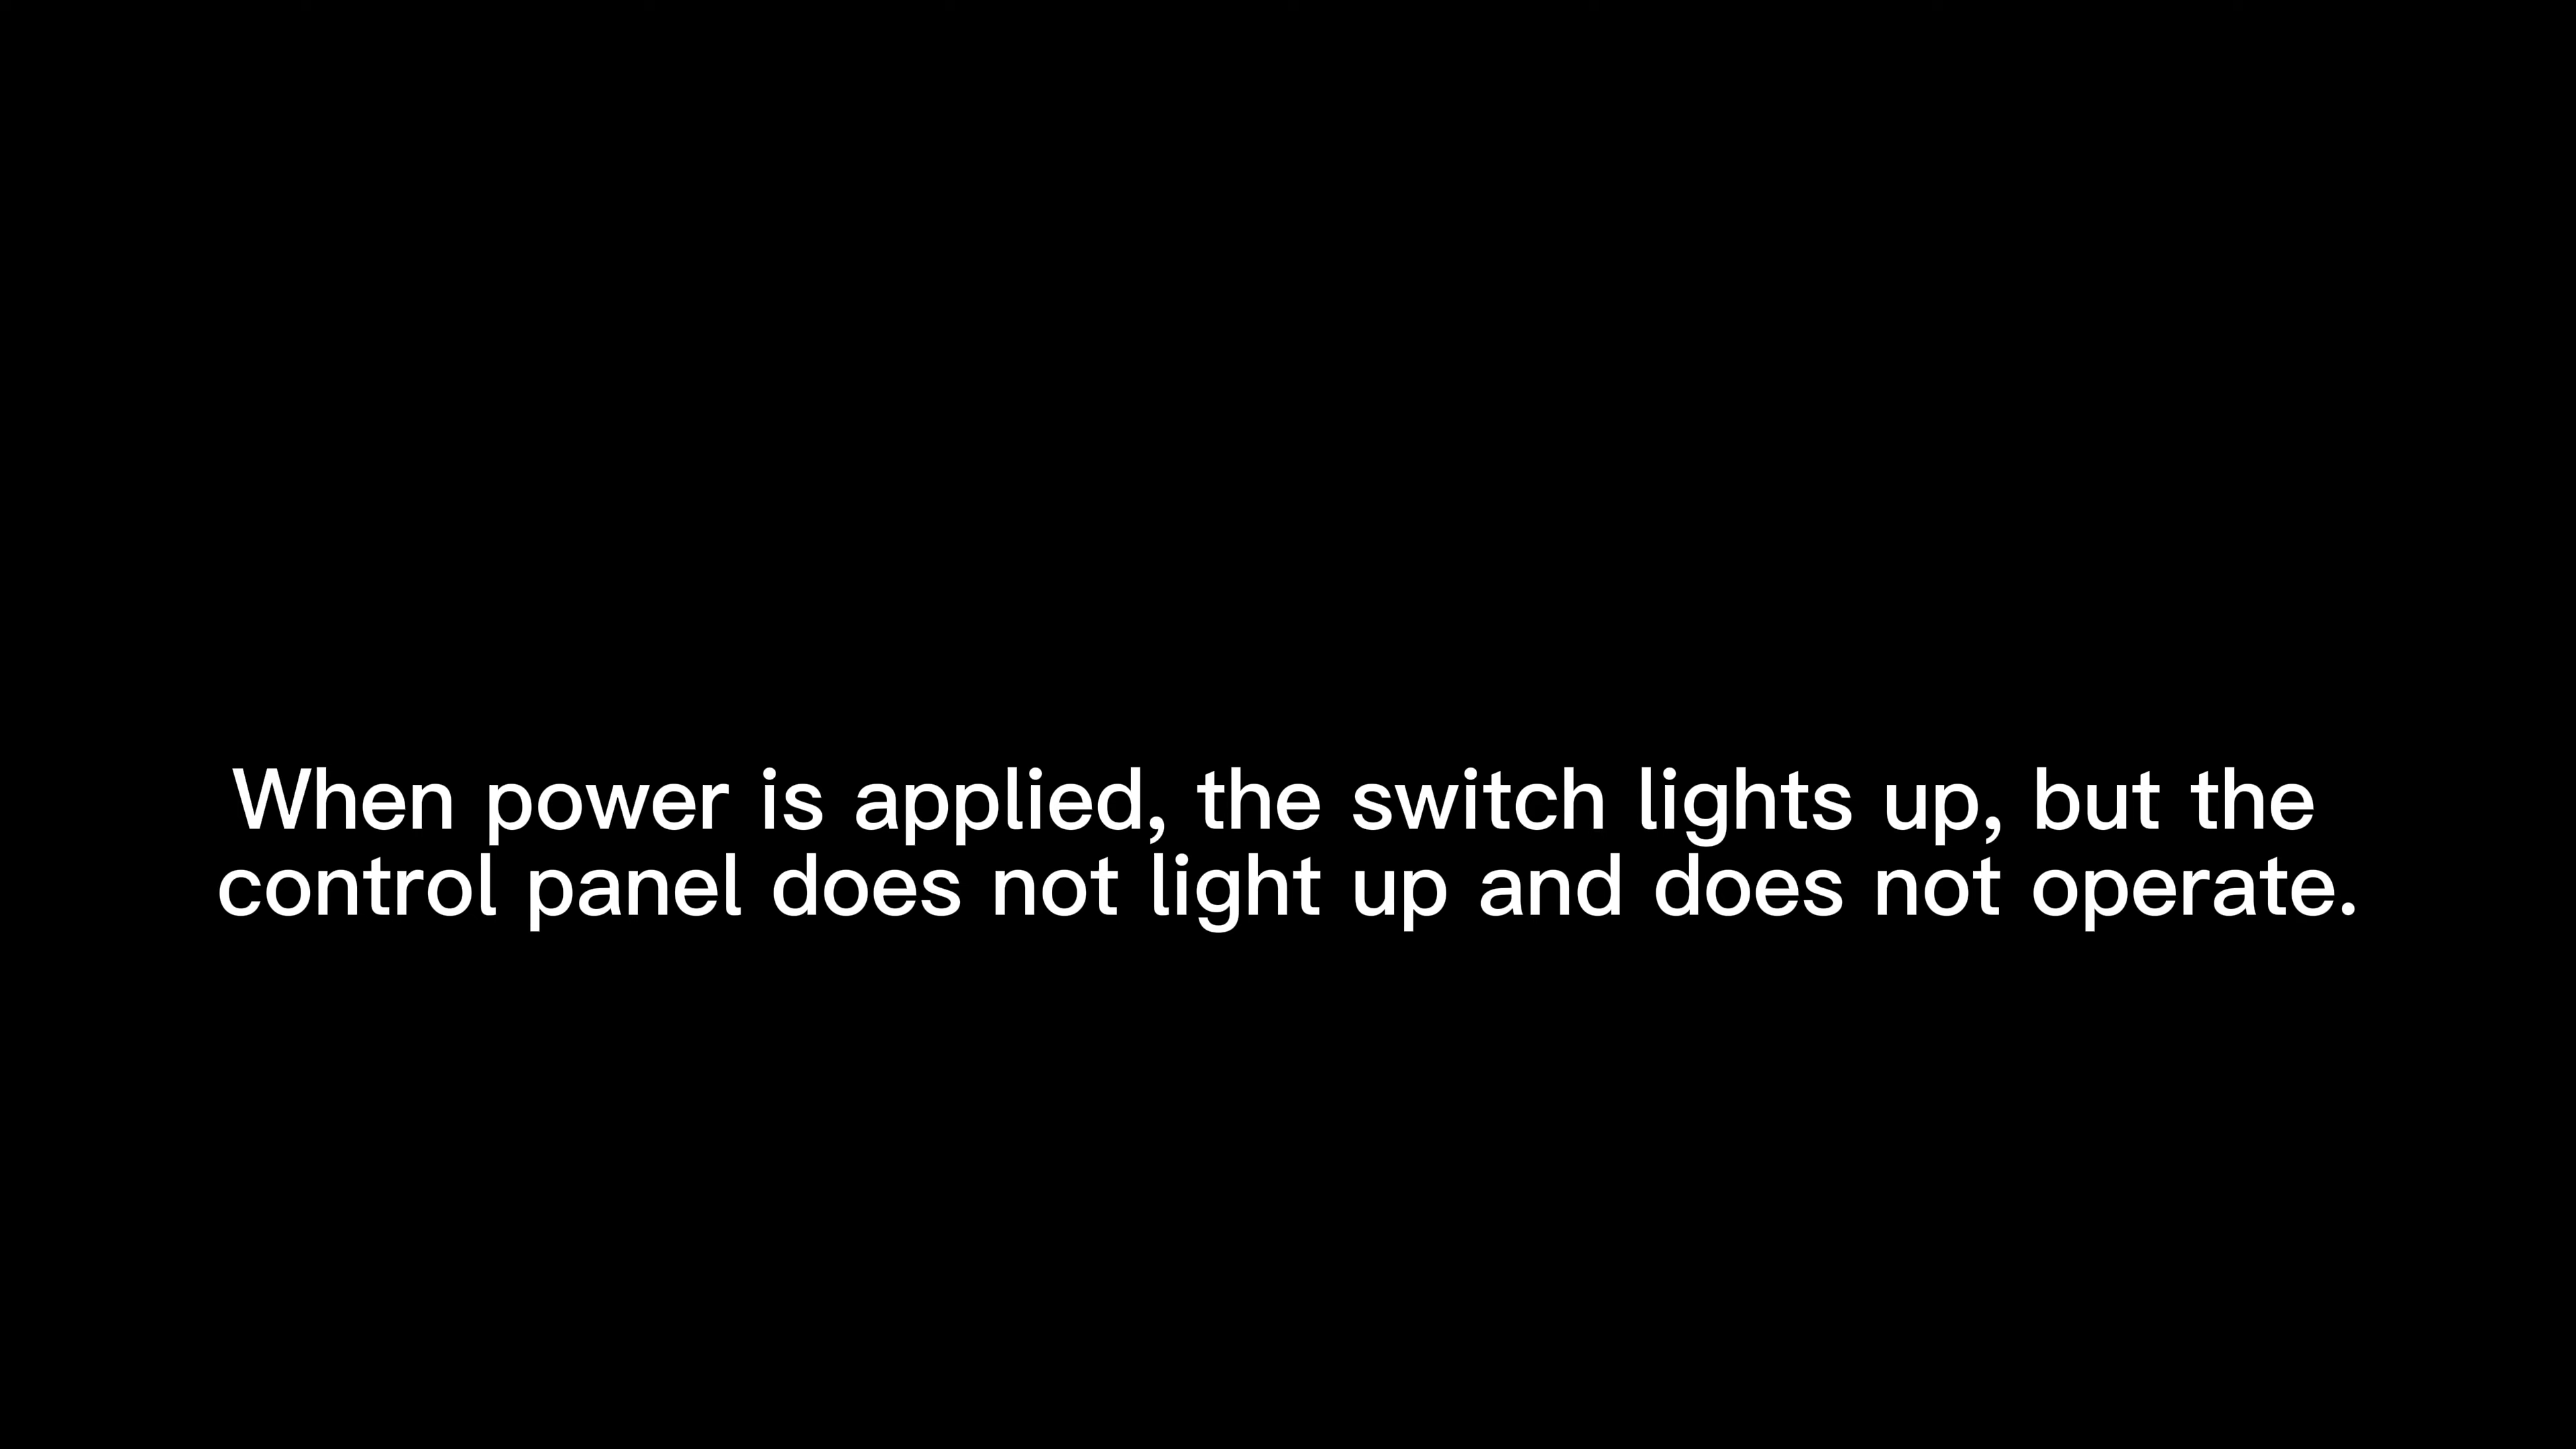 When power is applied, the switch lights up, but the
control panel does not light up and does not operate.